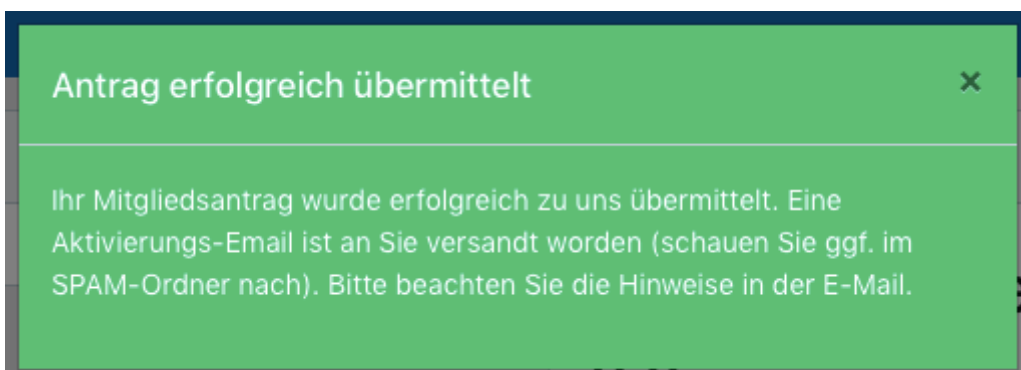 Antrag erfolgreich übermittelt ×
Ihr Mitgliedsantrag wurde erfolgreich zu uns übermittelt. Eine
Aktivierungs-Email ist an Sie versandt worden (schauen Sie ggf. im
SPAM-Ordner nach). Bitte beachten Sie die Hinweise in der E-Mail.